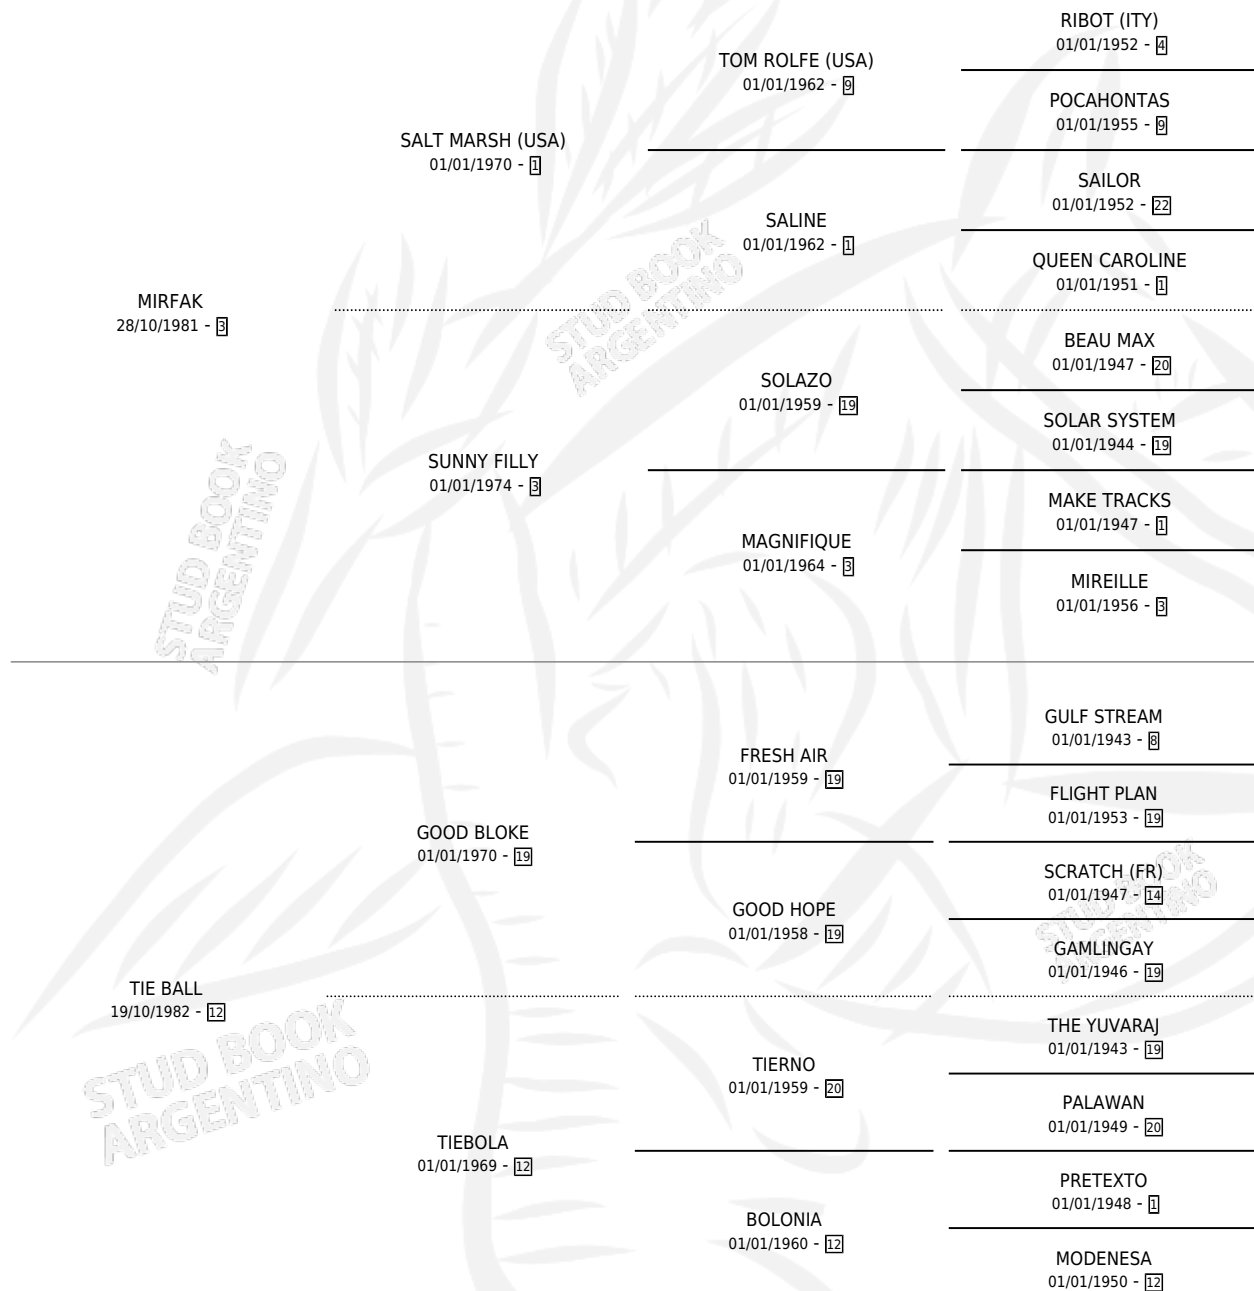 RIBOT (ITY)
01/01/1952 - 4
TOM ROLFE (USA)
01/01/1962 - 9
POCAHONTAS
01/01/1955 - 9
SALT MARSH (USA)
01/01/1970 - 1
SAILOR
01/01/1952 - 22
SALINE
01/01/1962 - 1
QUEEN CAROLINE
01/01/1951 - 1
MIRFAK
28/10/1981 - 3
BEAU MAX
01/01/1947 - 20
SOLAZO
01/01/1959 - 19
SOLAR SYSTEM
01/01/1944 - 19
SUNNY FILLY
01/01/1974 - 3
MAKE TRACKS
01/01/1947 - 1
MAGNIFIQUE
01/01/1964 - 3
MIREILLE
01/01/1956 - 3
GULF STREAM
01/01/1943 - 8
FRESH AIR
01/01/1959 - 19
FLIGHT PLAN
01/01/1953 - 19
GOOD BLOKE
01/01/1970 - 19
SCRATCH (FR)
01/01/1947 - 14
GOOD HOPE
01/01/1958 - 19
GAMLINGAY
01/01/1946 - 19
TIE BALL
19/10/1982 - 12
THE YUVARAJ
01/01/1943 - 19
TIERNO
01/01/1959 - 20
PALAWAN
01/01/1949 - 20
TIEBOLA
01/01/1969 - 12
PRETEXTO
01/01/1948 - 1
BOLONIA
01/01/1960 - 12
MODENESA
01/01/1950 - 12
STUD BOOK
ARGENTINO
STUD BOOK
ARGENTINO
STUD BOOK
ARGENTINO
STUD BOOK
ARGENTINO